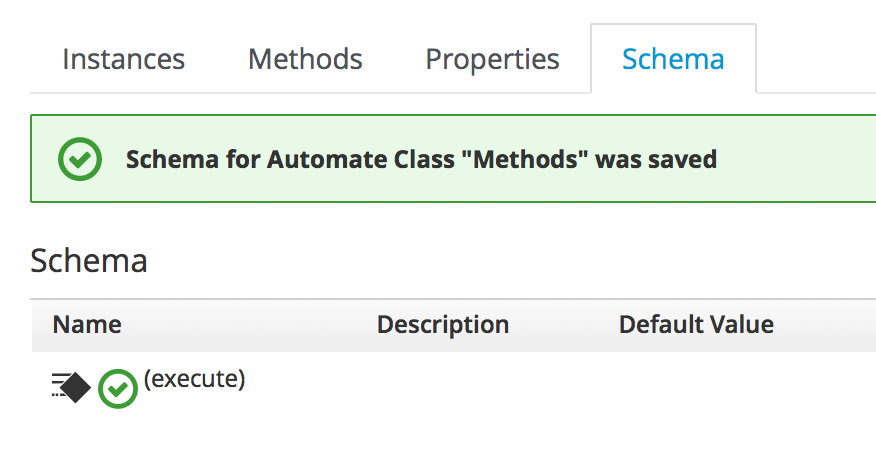 Instances Methods Properties Schema
Schema for Automate Class "Methods" was saved
Schema
Name Description Default Value
(execute)